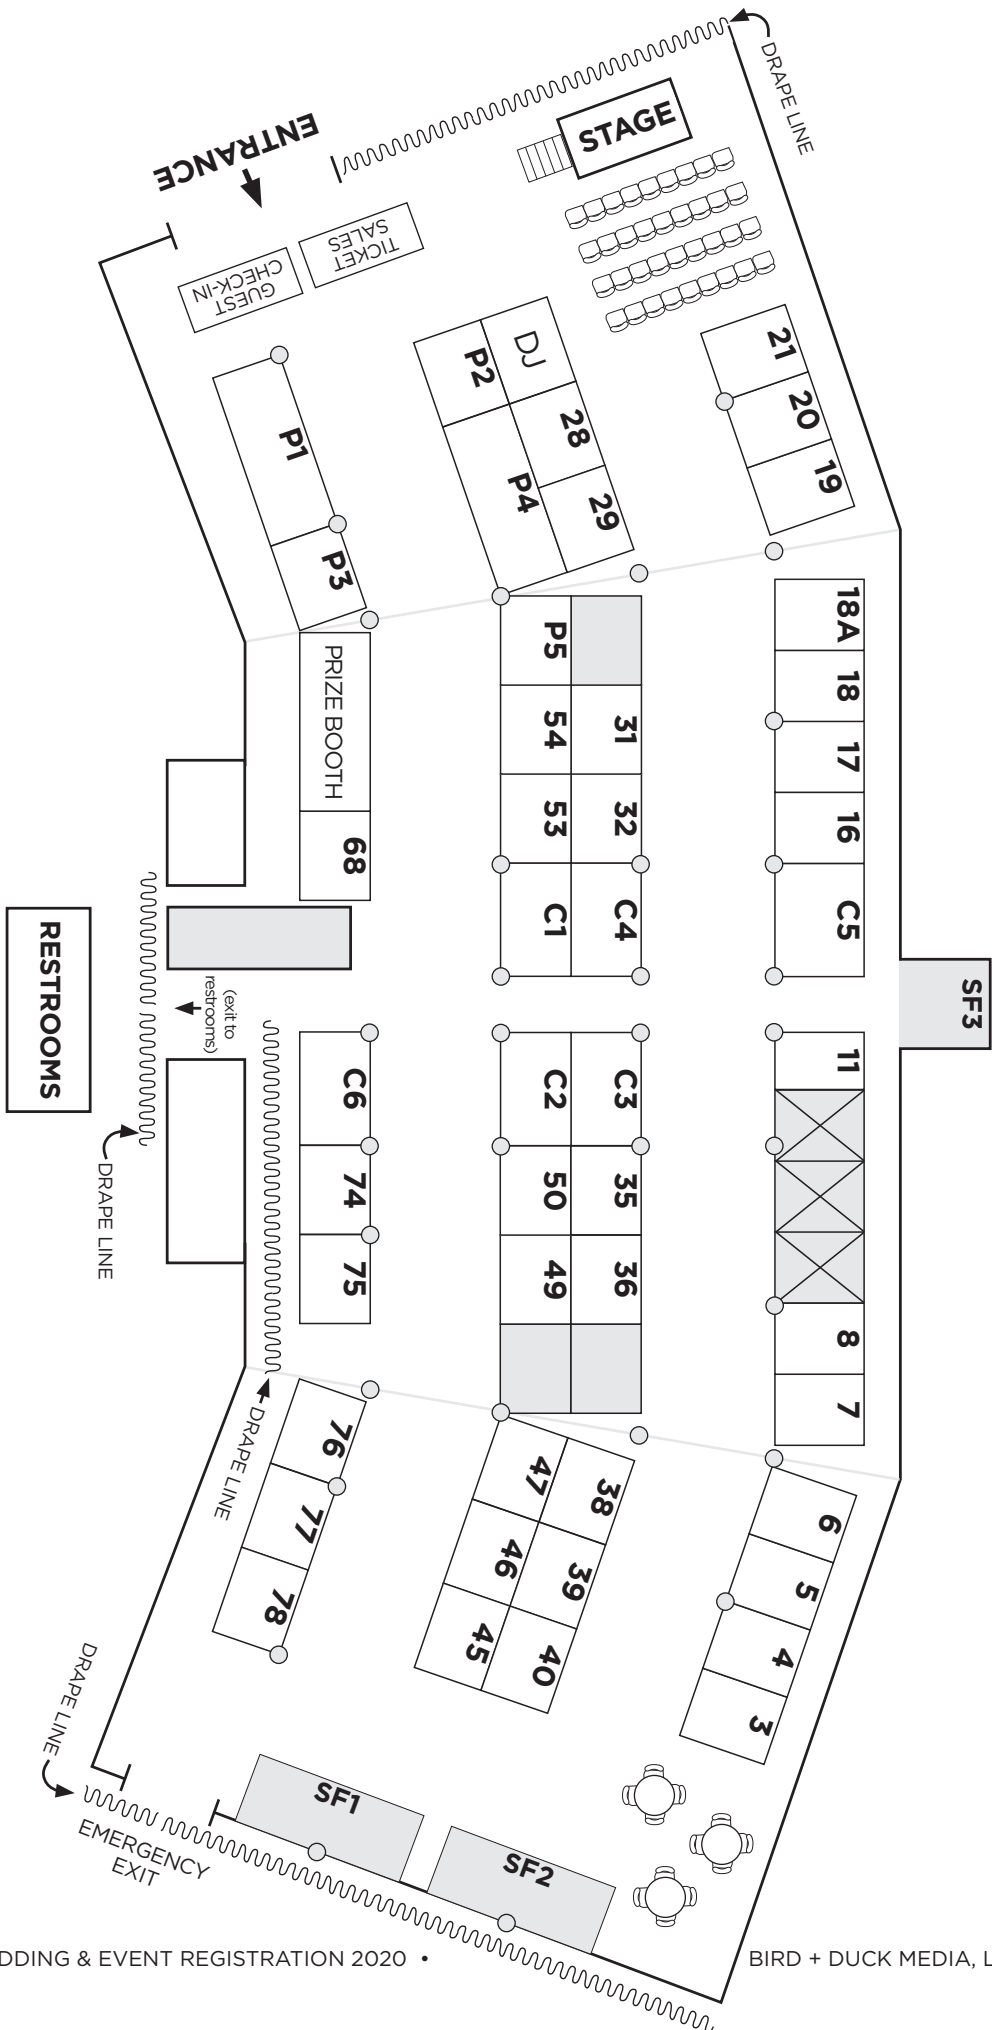 DRAPE LINE
STAGE
ENTRANCE
TICKET
SALES
GUEST
CHECK-IN
21
20
19
DJ
P2
28
P4
29
P1
P3
18A
18
17
16
C5
P5
54
31
53
32
C1
C4
PRIZE BOOTH
68
SF3
RESTROOMS
(exit to
restrooms)
DRAPE LINE
11
8
7
C2
C3
50
35
49
36
C6
74
75
DRAPE LINE
76
77
78
47
38
46
39
45
40
6
5
4
3
DRAPE LINE
EMERGENCY
EXIT
SF1
SF2
DDING & EVENT REGISTRATION 2020 •
BIRD + DUCK MEDIA, L